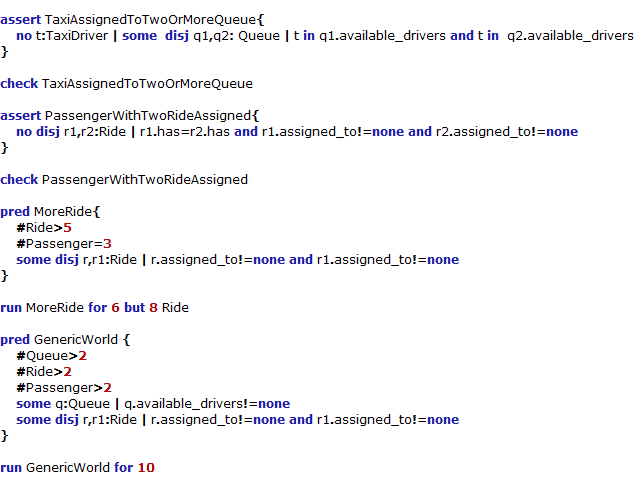 assert TaxiAssignedToTwoOrMoreQueue{
no t:TaxiDriver | some disj q1,q2: Queue | t in q1.available_drivers and t in q2.available_drivers
}
check TaxiAssignedToTwoOrMoreQueue
assert PassengerWithTwoRideAssigned{
no disj r1,r2:Ride | r1.has=r2.has and r1.assigned_to!=none and r2.assigned_to!=none
}
check PassengerWithTwoRideAssigned
pred MoreRide{
#Ride>5
#Passenger=3
some disj r,r1:Ride | r.assigned_to!=none and r1.assigned_to!=none
}
run MoreRide for 6 but 8 Ride
pred GenericWorld {
#Queue>2
#Ride>2
#Passenger>2
some q:Queue | q.available_drivers!=none
some disj r,r1:Ride | r.assigned_to!=none and r1.assigned_to!=none
}
run GenericWorld for 10